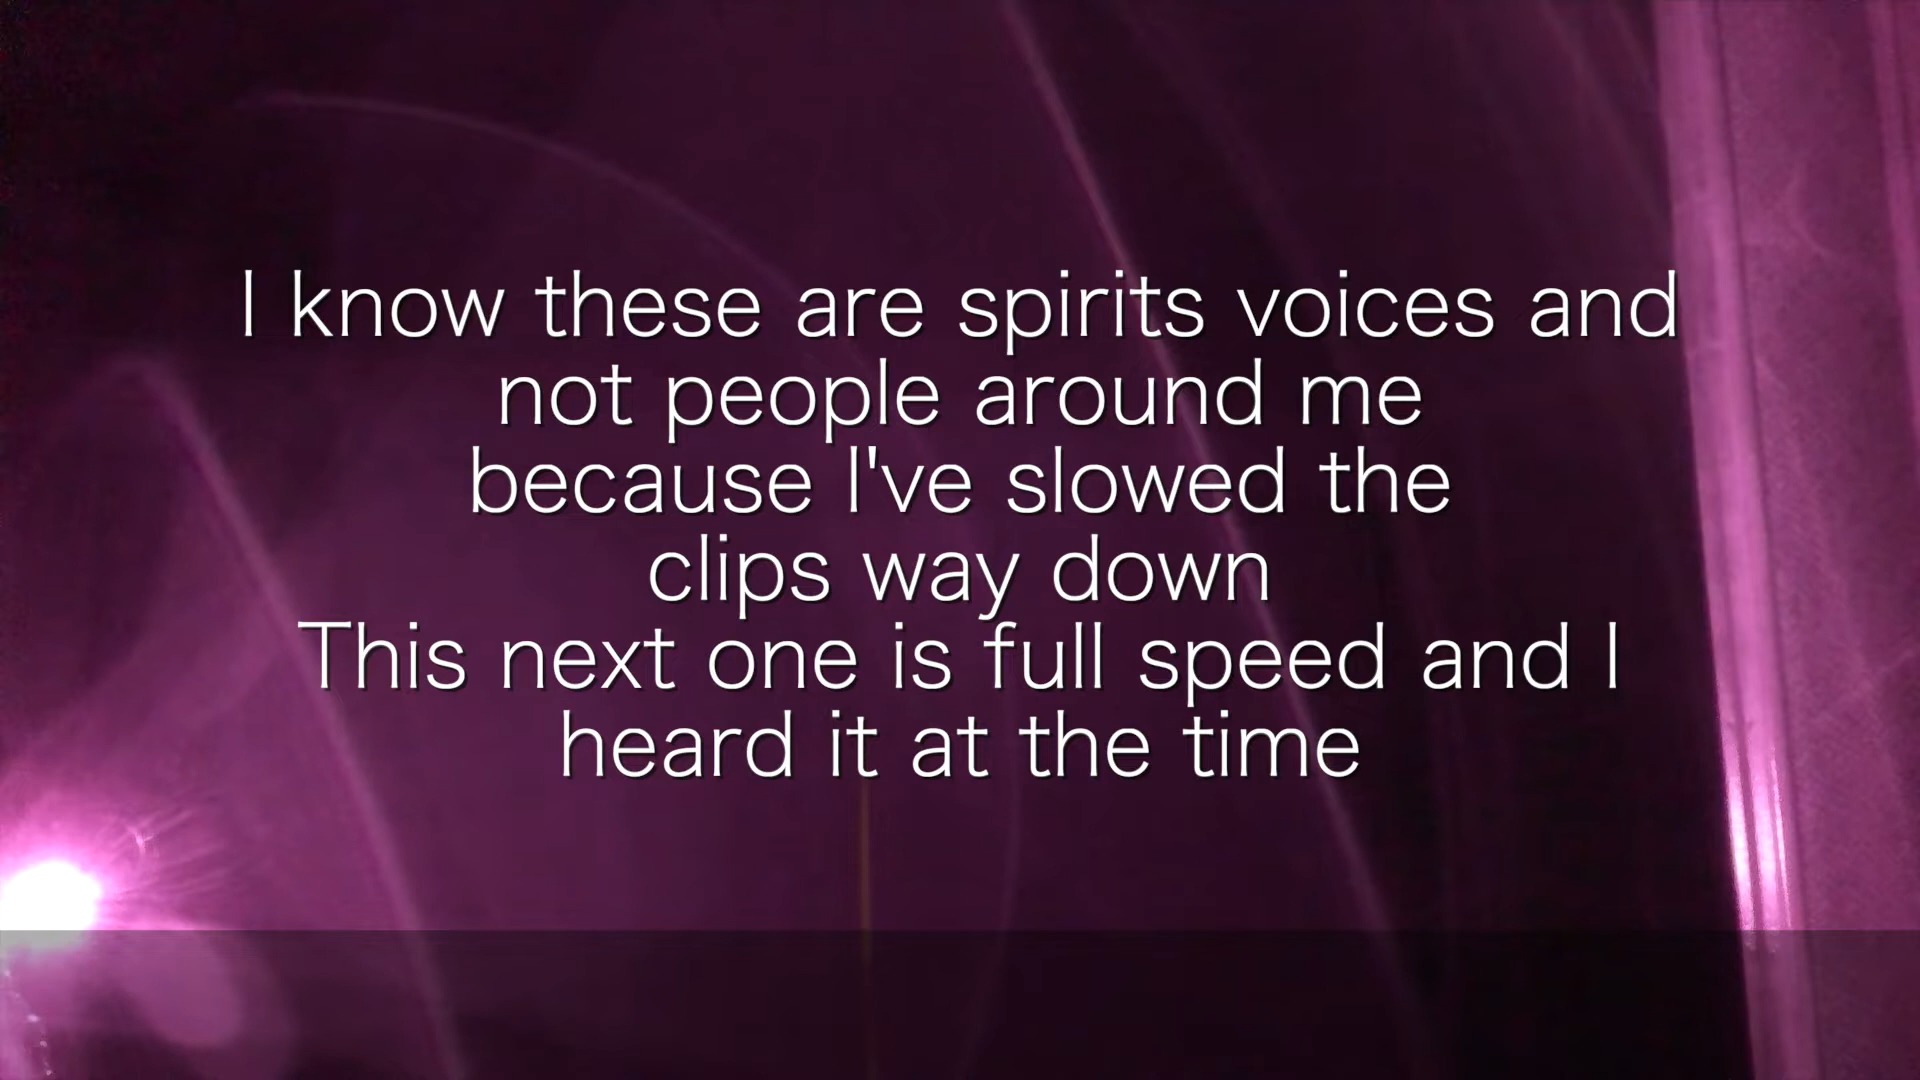 I know these are spirits voices and
not people around me
because I've slowed the
clips way down
This next one is full speed and I
heard it at the time